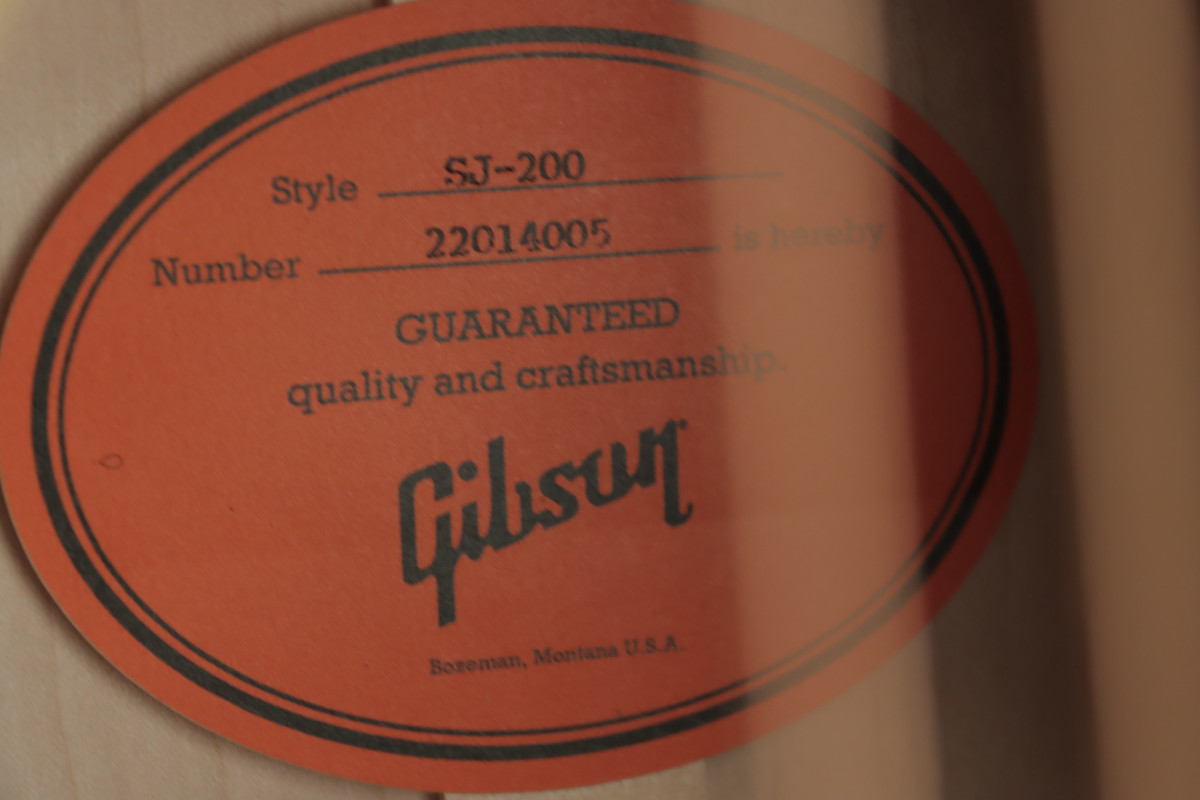 Style SJ-200
Number 22014005 is hereby
GUARANTEED
quality and craftsmanship.
Gibson
Bozeman, Montana U.S.A.